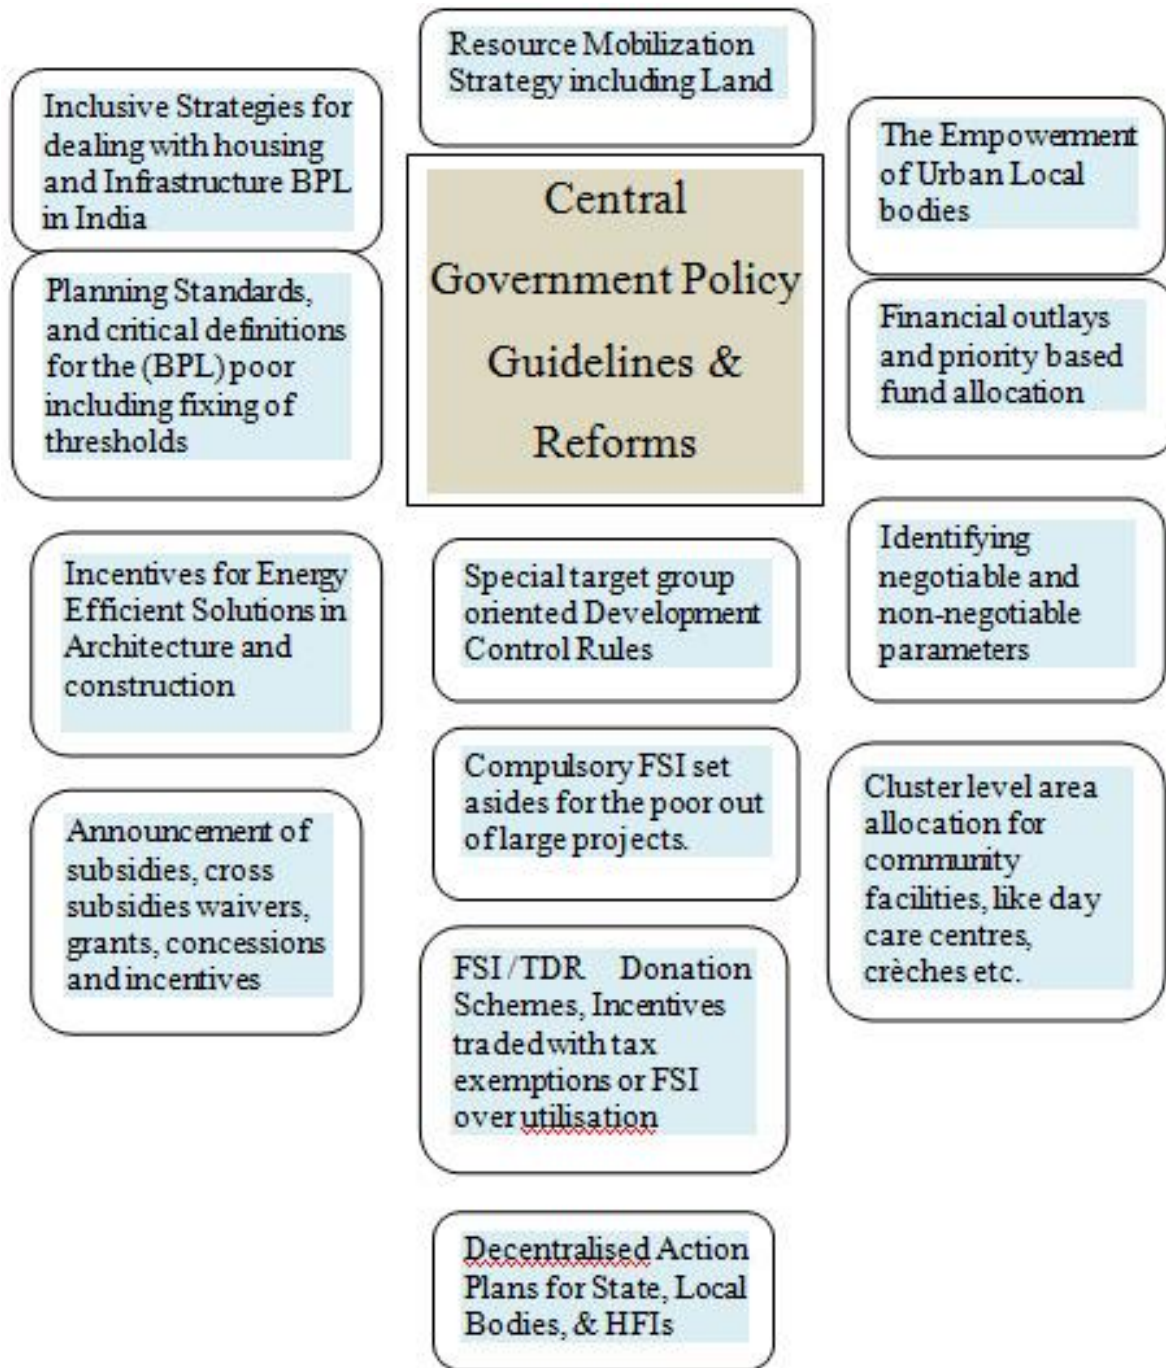 Resource Mobilization
Strategy including Land
Inclusive Strategies for
dealing with housing
and Infrastructure BPL
in India
The Empowerment
of Urban Local
bodies
Central
Government Policy
Guidelines &
Reforms
Planning Standards,
and critical definitions
for the (BPL) poor
including fixing of
thresholds
Financial outlays
and priority based
fund allocation
Incentives for Energy
Efficient Solutions in
Architecture and
construction
Special target group
oriented Development
Control Rules
Identifying
negotiable and
non-negotiable
parameters
Announcement of
subsidies, cross
subsidies waivers,
grants, concessions
and incentives
Compulsory FSI set
asides for the poor out
of large projects.
Cluster level area
allocation for
community
facilities, like day
care centres,
crèches etc.
FSI /TDR Donation
Schemes, Incentives
traded with tax
exemptions or FSI
over utilisation
Decentralised Action
Plans for State, Local
Bodies, & HFIs